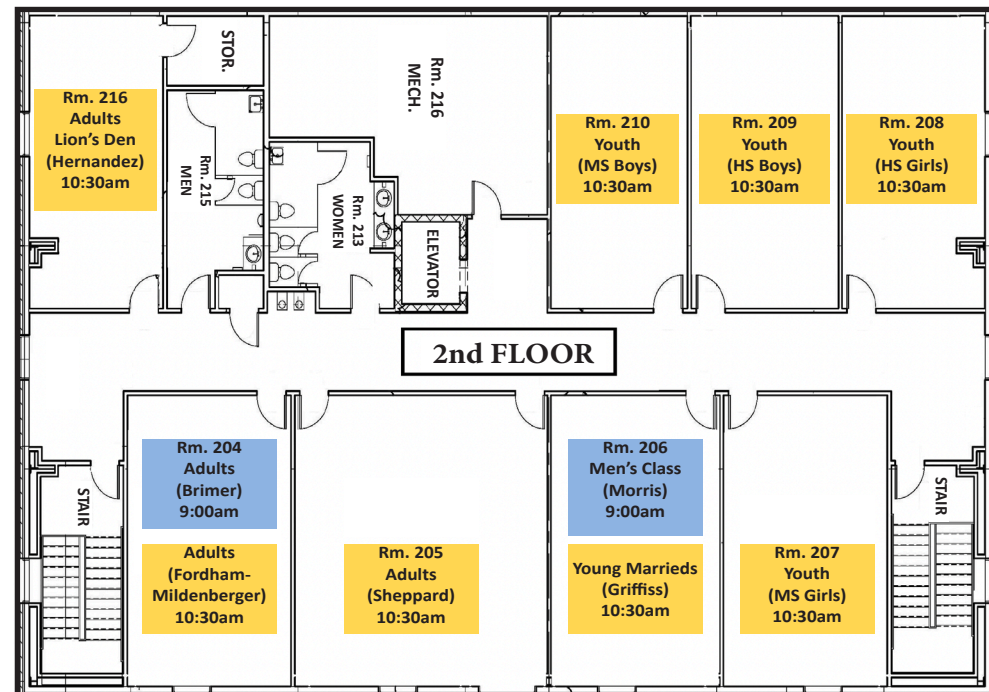 STOR.
Rm. 216
Adults
Lion's Den
(Hernandez)
10:30am
Rm. 215
MEN
Rm. 213
WOMEN
Rm. 216
MECH.
ELEVATOR
Rm. 210
Youth
(MS Boys)
10:30am
Rm. 209
Youth
(HS Boys)
10:30am
Rm. 208
Youth
(HS Girls)
10:30am
2nd FLOOR
STAIR
Rm. 204
Adults
(Brimer)
9:00am
Adults
(Fordham-
Mildenberger)
10:30am
Rm. 205
Adults
(Sheppard)
10:30am
Rm. 206
Men's Class
(Morris)
9:00am
Young Marrieds
(Griffiss)
10:30am
Rm. 207
Youth
(MS Girls)
10:30am
STAIR